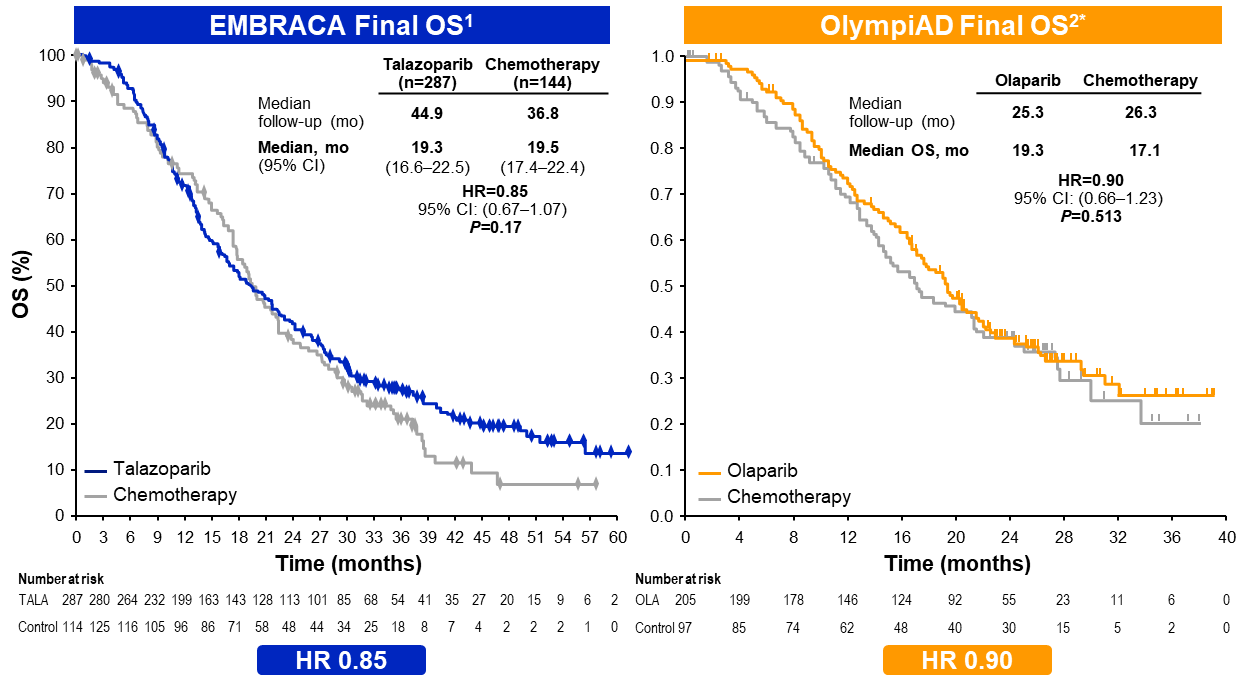 EMBRACA Final OS1
Talazoparib Chemotherapy
(n=287) (n=144)
Median
follow-up (mo) 44.9 36.8
Median, mo 19.3 19.5
(95% CI) (16.6–22.5) (17.4–22.4)
HR=0.85
95% CI: (0.67–1.07)
P=0.17
OS (%)
100
90
80
70
60
50
40
30
20
10
0
Talazoparib
Chemotherapy
0 3 6 9 12 15 18 21 24 27 30 33 36 39 42 45 48 51 54 57 60
Time (months)
Number at risk
TALA 287 280 264 232 199 163 143 128 113 101 85 68 54 41 35 27 20 15 9 6 2
Control 114 125 116 105 96 86 71 58 48 44 34 25 18 8 7 4 2 2 2 1 0
HR 0.85
OlympiAD Final OS2*
Olaparib Chemotherapy
Median
follow-up (mo) 25.3 26.3
Median OS, mo 19.3 17.1
HR=0.90
95% CI: (0.66–1.23)
P=0.513
1.0
0.9
0.8
0.7
0.6
0.5
0.4
0.3
0.2
0.1
0.0
Olaparib
Chemotherapy
0 4 8 12 16 20 24 28 32 36 40
Time (months)
Number at risk
OLA 205 199 178 146 124 92 55 23 11 6 0
Control 97 85 74 62 48 40 30 15 5 2 0
HR 0.90